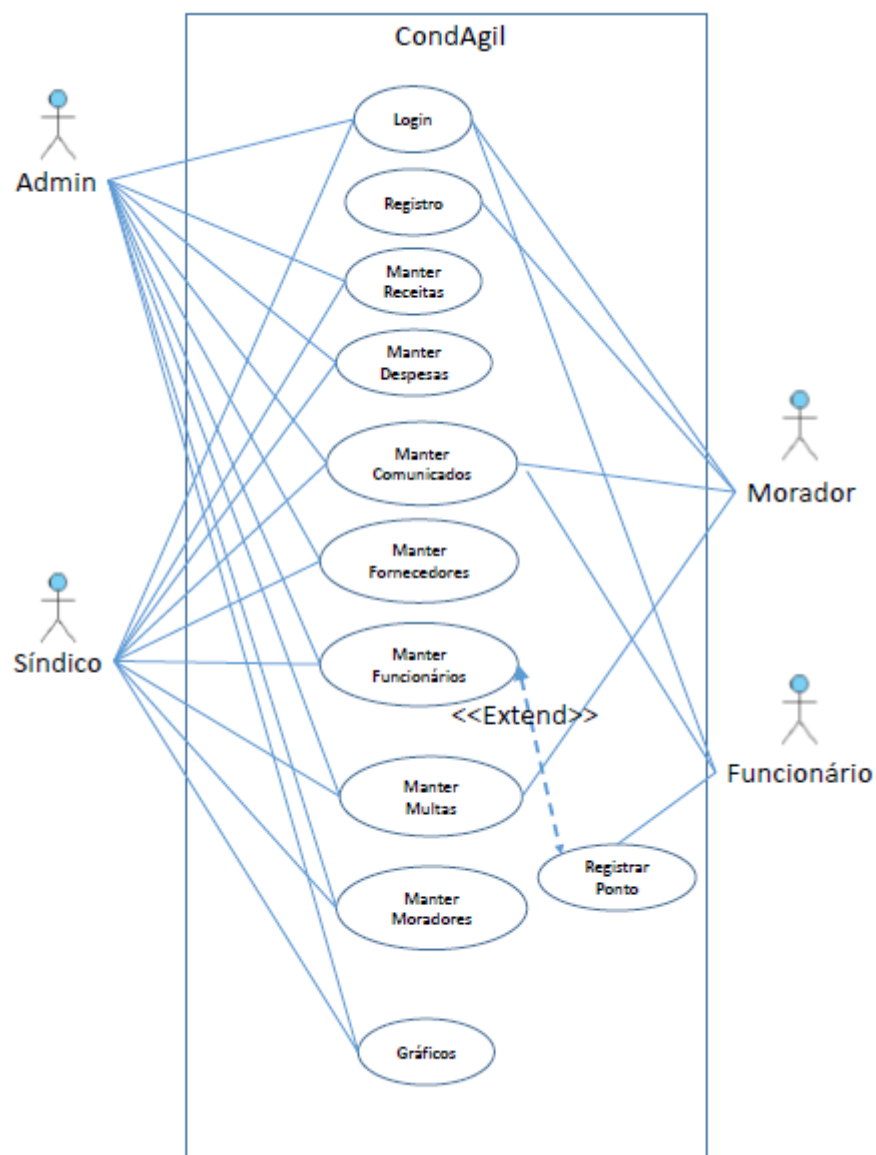 CondAgil
Login
Admin
Registro
Manter
Receitas
Manter
Despesas
Manter
Comunicados
Morador
Manter
Fornecedores
Síndico
Manter
Funcionários
<<Extend>>
Funcionário
Manter
Multas
Registrar
Ponto
Manter
Moradores
Gráficos